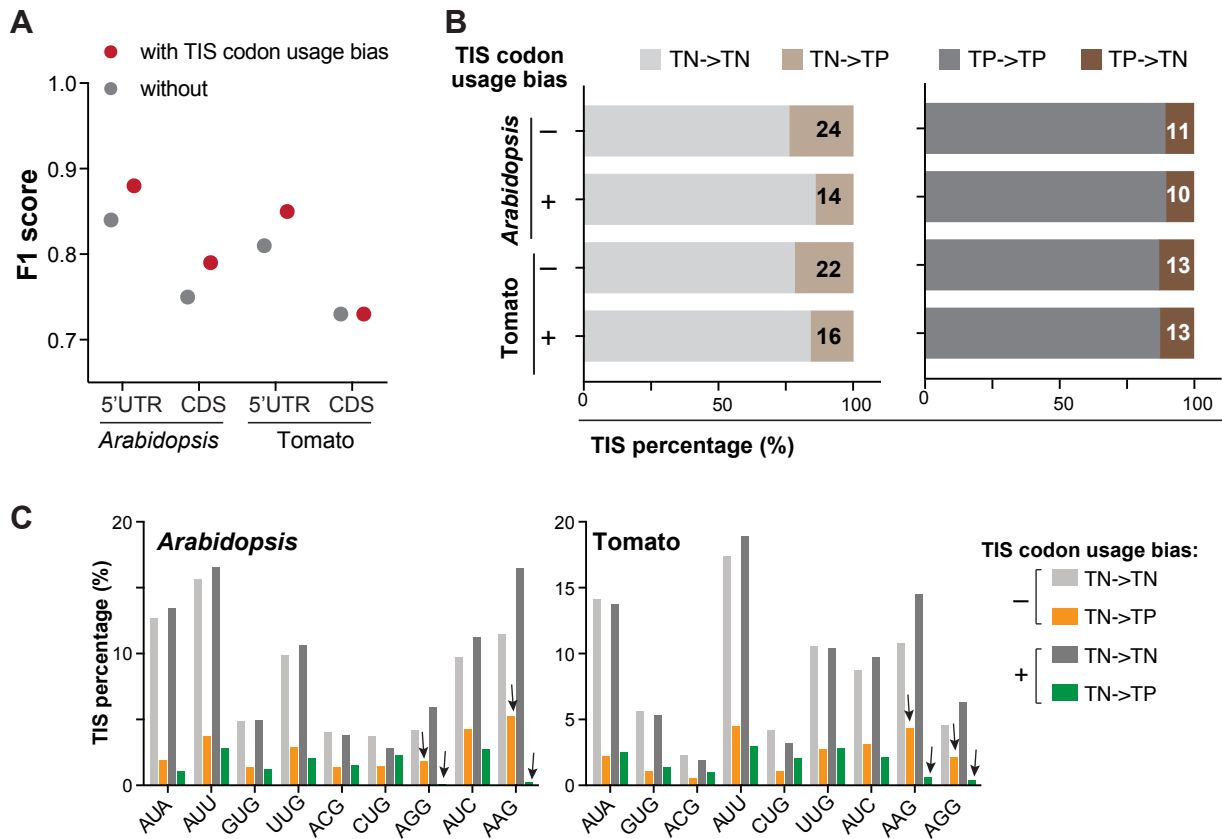 A
with TIS codon usage bias
without
F1 score
1.0
0.9
0.8
0.7
5'UTR CDS 5'UTR CDS
Arabidopsis Tomato
B
TIS codon
usage bias
TN->TN TN->TP TP->TP TP->TN
Arabidopsis
Tomato
− 24 11
+ 14 10
− 22 13
+ 16 13
0 50 100 0 50 100
TIS percentage (%)
C
TIS percentage (%)
20
15
10
5
0
Arabidopsis
AUA AUU GUG UUG ACG CUG AGG AUC AAG
20
15
10
5
0
Tomato
AUA GUG ACG AUU CUG UUG AUC AAG AGG
TIS codon usage bias:
− TN->TN
TN->TP
+ TN->TN
TN->TP